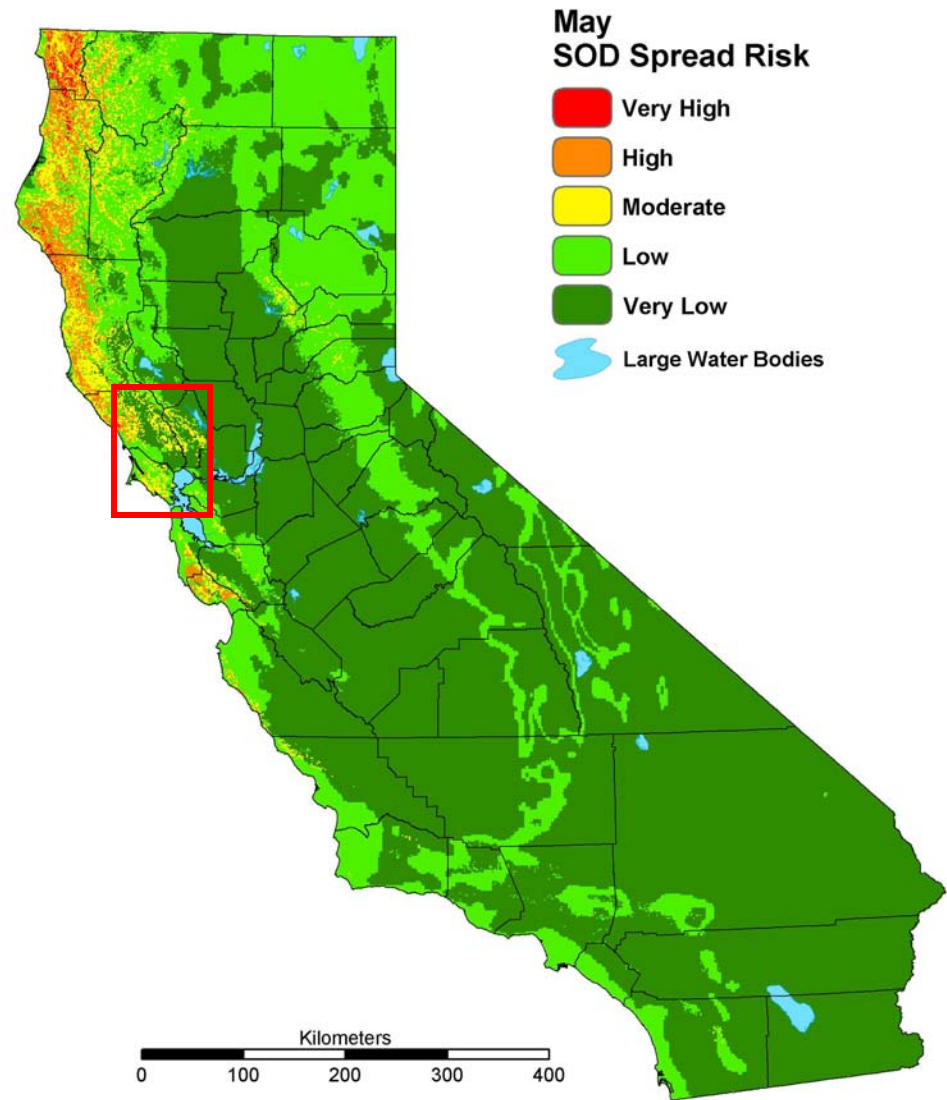 May
SOD Spread Risk
Very High
High
Moderate
Low
Very Low
Large Water Bodies
Kilometers
0 100 200 300 400